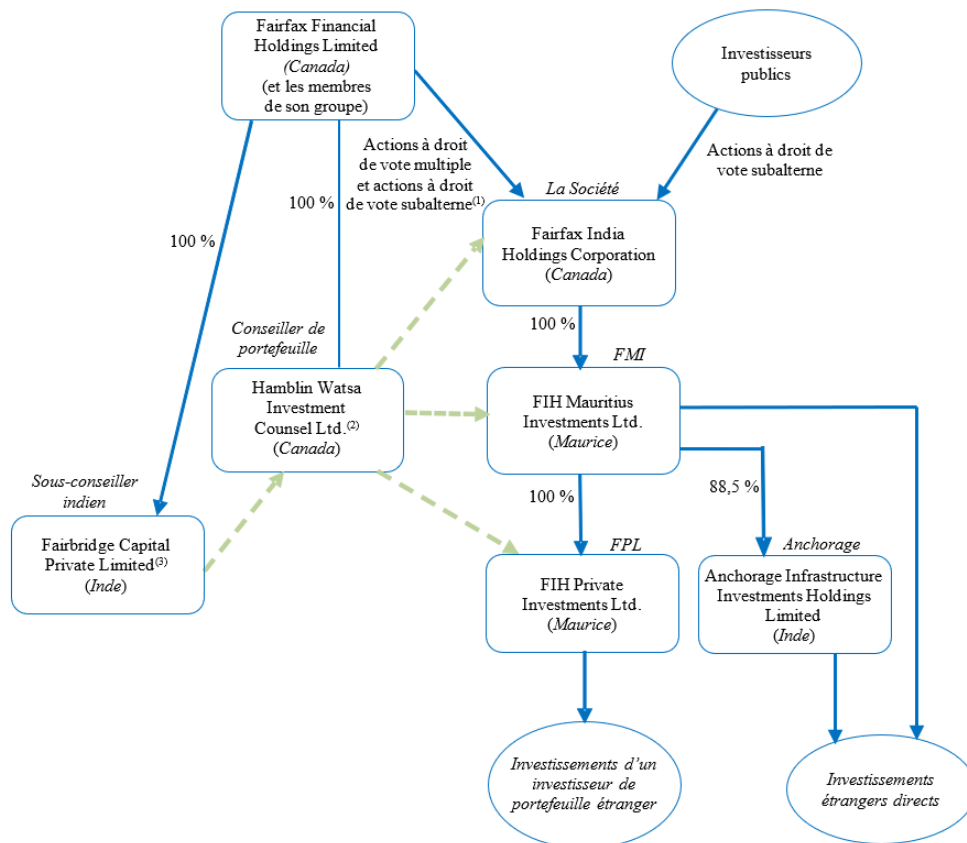 Fairfax Financial
Holdings Limited
(Canada)
(et les membres
de son groupe)
Investisseurs
publics
Actions à droit
de vote multiple
et actions à droit
de vote subalterne(1)
Actions à droit de
vote subalterne
La Société
100 %
100 %
Fairfax India
Holdings Corporation
(Canada)
100 %
Conseiller de
portefeuille
FMI
Hamblin Watsa
Investment
Counsel Ltd.(2)
(Canada)
FIH Mauritius
Investments Ltd.
(Maurice)
Sous-conseiller
indien
100 %
88,5 %
Fairbridge Capital
Private Limited(3)
(Inde)
FPL
Anchorage
FIH Private
Investments Ltd.
(Maurice)
Anchorage Infrastructure
Investments Holdings
Limited
(Inde)
Investissements d’un
investisseur de
portefeuille étranger
Investissements
étrangers directs